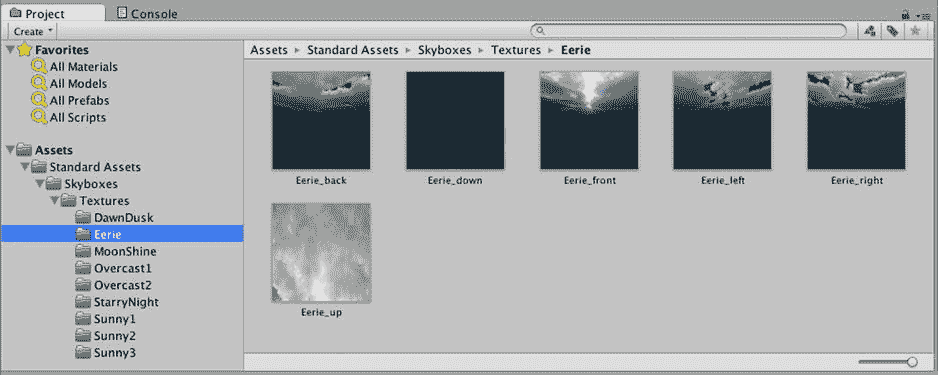 Project
Console
Create
Favorites
All Materials
All Models
All Prefabs
All Scripts
Assets
Standard Assets
Skyboxes
Textures
DawnDusk
Eerie
MoonShine
Overcast1
Overcast2
StarryNight
Sunny1
Sunny2
Sunny3
Assets Standard Assets Skyboxes Textures Eerie
Eerie_back Eerie_down Eerie_front Eerie_left Eerie_right
Eerie_up